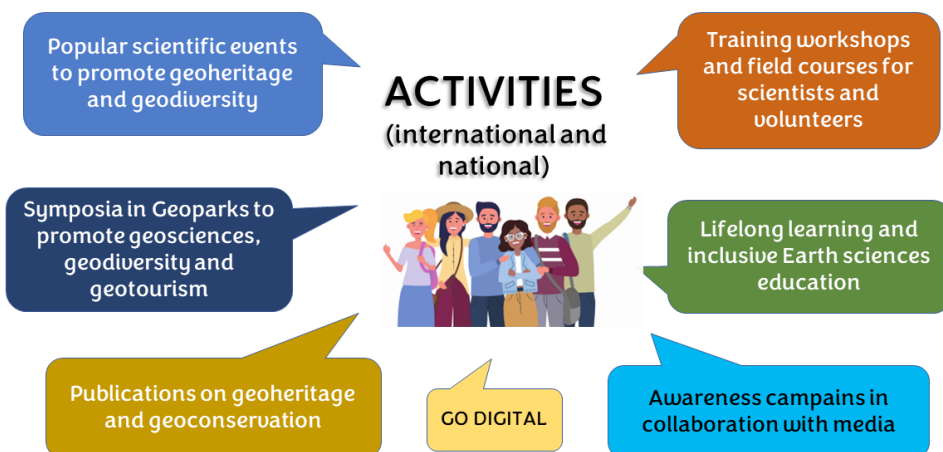 Popular scientific events
to promote geoheritage
and geodiversity
ACTIVITIES
(international and
national)
Training workshops
and field courses for
scientists and
volunteers
Symposia in Geoparks to
promote geosciences,
geodiversity and
geotourism
Lifelong learning and
inclusive Earth sciences
education
Publications on geoheritage
and geoconservation
GO DIGITAL
Awareness campains in
collaboration with media